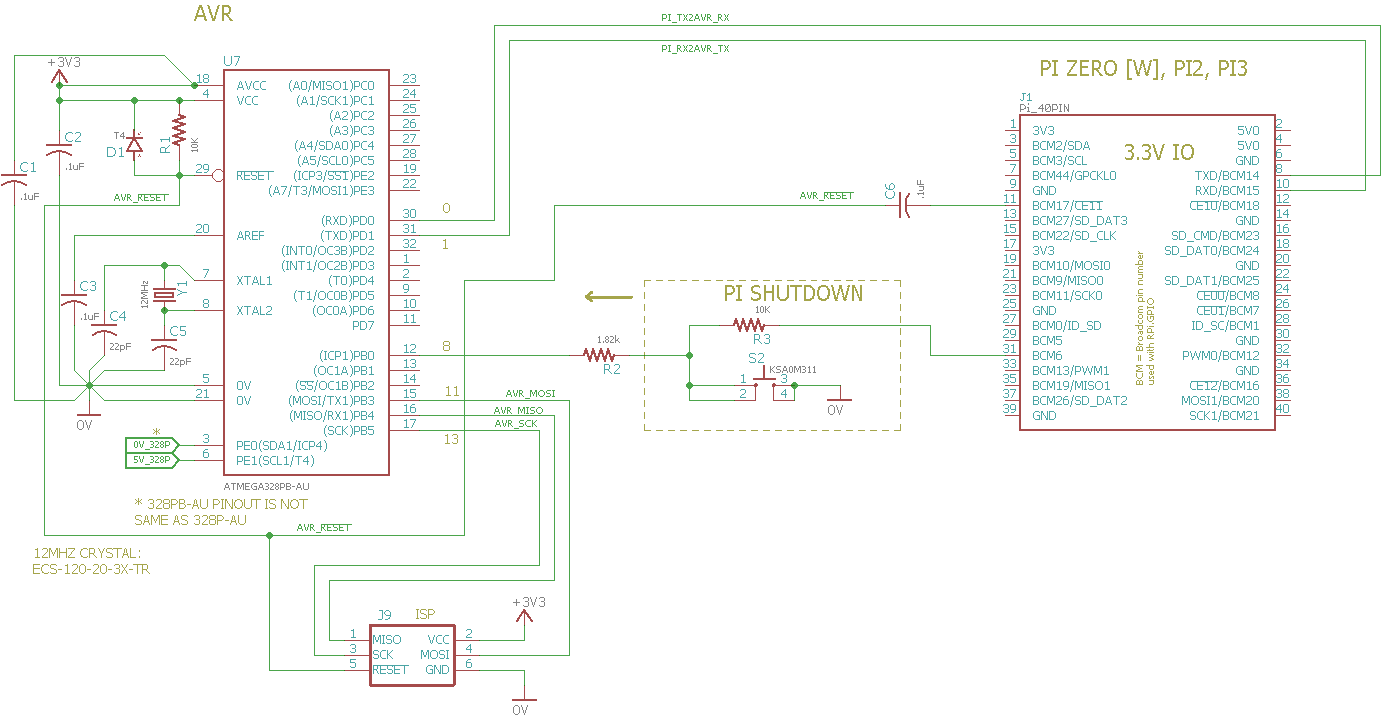 AVR
PI_TX2AVR_RX
PI_RX2AVR_TX
+3V3
U7
18 AVCC (A0/MISO1)PC0 23
4 VCC (A1/SCK1)PC1 24
(A2)PC2 25
(A3)PC3 26
(A4/SDA0)PC4 27
(A5/SCL0)PC5 28
29 RESET (ICP3/SS1)PE2 19
(A7/T3/MOSI1)PE3 22
(RXD)PD0 30 0
20 AREF (TXD)PD1 31 1
(INT0/OC3B)PD2 32
(INT1/OC2B)PD3 1
7 XTAL1 (T0)PD4 2
(T1/OC0B)PD5 9
8 XTAL2 (OC0A)PD6 10
PD7 11
(ICP1)PB0 12 8
(OC1A)PB1 13
5 0V (SS/OC1B)PB2 14
21 0V (MOSI/TX1)PB3 15 11
(MISO/RX1)PB4 16
(SCK)PB5 17 13
3 PE0(SDA1/ICP4)
6 PE1(SCL1/T4)
ATMEGA328PB-AU
C1
.1uF
C2
.1uF
T4
D1
R1
10K
AVR_RESET
C3
.1uF
C4
22pF
12MHz
Y1
C5
22pF
0V
*
0V_328P
5V_328P
* 328PB-AU PINOUT IS NOT
SAME AS 328P-AU
12MHZ CRYSTAL:
ECS-120-20-3X-TR
AVR_RESET
AVR_MOSI
AVR_MISO
AVR_SCK
AVR_RESET
C6
.1uF
1.82k
R2
PI SHUTDOWN
10K
R3
S2
KSA0M311
1 3
2 4
0V
J9 ISP
+3V3
1 MISO VCC 2
3 SCK MOSI 4
5 RESET GND 6
0V
PI ZERO [W], PI2, PI3
J1
Pi_40PIN
3.3V IO
1 3V3 5V0 2
3 BCM2/SDA 5V0 4
5 BCM3/SCL GND 6
7 BCM44/GPCKL0 TXD/BCM14 8
9 GND RXD/BCM15 10
11 BCM17/CE11 CE10/BCM18 12
13 BCM27/SD_DAT3 GND 14
15 BCM22/SD_CLK SD_CMD/BCM23 16
17 3V3 SD_DAT0/BCM24 18
19 BCM10/MOSI0 GND 20
21 BCM9/MISO0 SD_DAT1/BCM25 22
23 BCM11/SCK0 CE00/BCM8 24
25 GND CE01/BCM7 26
27 BCM0/ID_SD ID_SC/BCM1 28
29 BCM5 GND 30
31 BCM6 PWM0/BCM12 32
33 BCM13/PWM1 GND 34
35 BCM19/MISO1 CE12/BCM16 36
37 BCM26/SD_DAT2 MOSI1/BCM20 38
39 GND SCK1/BCM21 40
BCM = Broadcom pin number
used with RPi.GPIO